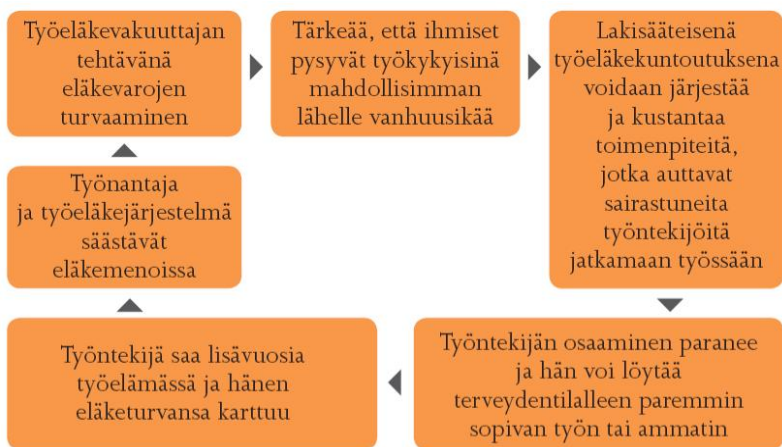 Työeläkevakuuttajan
tehtävänä
eläkevarojen
turvaaminen
Tärkeää, että ihmiset
pysyvät työkykyisinä
mahdollisimman
lähelle vanhuusikää
Lakisääteisenä
työeläkekuntoutuksena
voidaan järjestää
ja kustantaa
toimenpiteitä,
jotka auttavat
sairastuneita
työntekijöitä
jatkamaan työssään
Työntekijän osaaminen paranee
ja hän voi löytää
terveydentilalleen paremmin
sopivan työn tai ammatin
Työntekijä saa lisävuosia
työelämässä ja hänen
eläketurvansa karttuu
Työnantaja
ja työeläkejärjestelmä
säästävät
eläkemenoissa